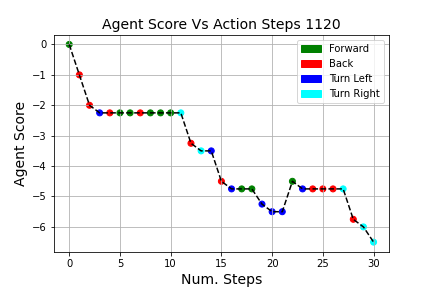 Agent Score Vs Action Steps 1120
Forward
Back
Turn Left
Turn Right
Agent Score
0
−1
−2
−3
−4
−5
−6
0 5 10 15 20 25 30
Num. Steps